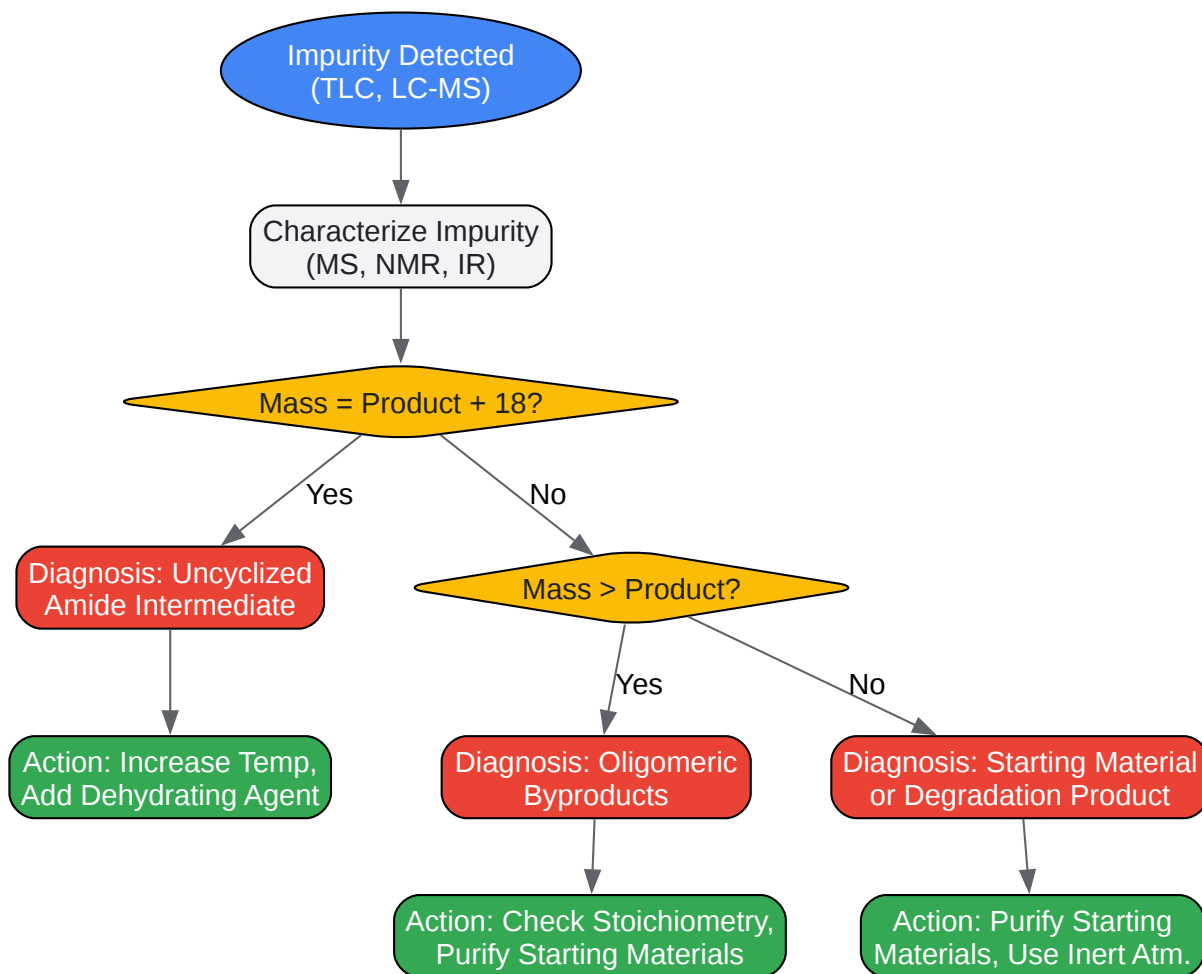 Impurity Detected
(TLC, LC-MS)
Characterize Impurity
(MS, NMR, IR)
Mass = Product + 18?
Yes
No
Diagnosis: Uncyclized
Amide Intermediate
Mass > Product?
Yes
No
Action: Increase Temp,
Add Dehydrating Agent
Diagnosis: Oligomeric
Byproducts
Diagnosis: Starting Material
or Degradation Product
Action: Check Stoichiometry,
Purify Starting Materials
Action: Purify Starting
Materials, Use Inert Atm.